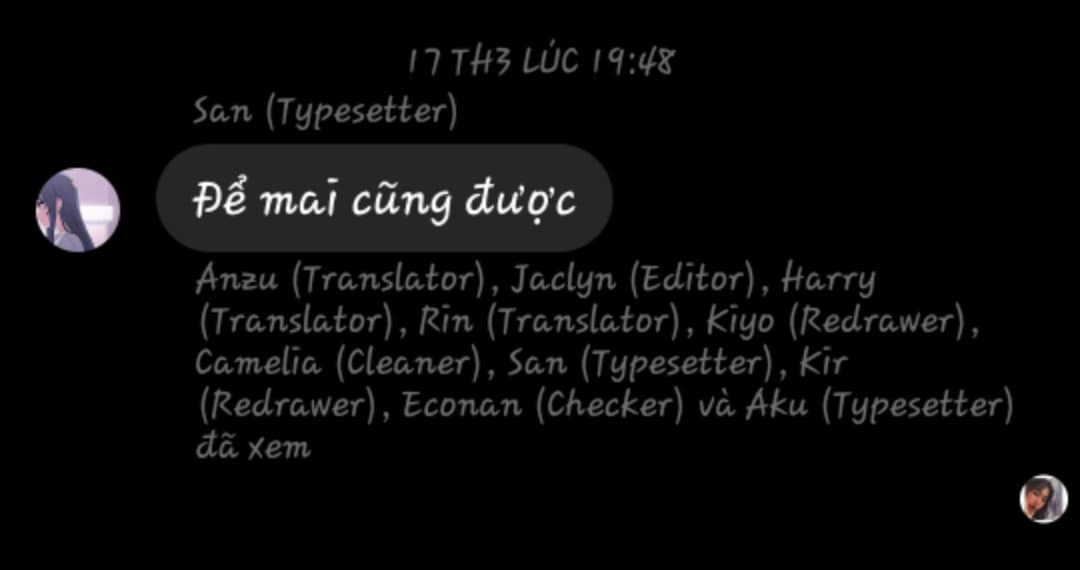 17 TH3 LÚC 19:48
San (Typesetter)
Để mai cũng được
Anzu (Translator), Jaclyn (Editor), Harry
(Translator), Rin (Translator), Kiyo (Redrawer),
Camelia (Cleaner), San (Typesetter), Kir
(Redrawer), Econan (Checker) và Aku (Typesetter)
đã xem